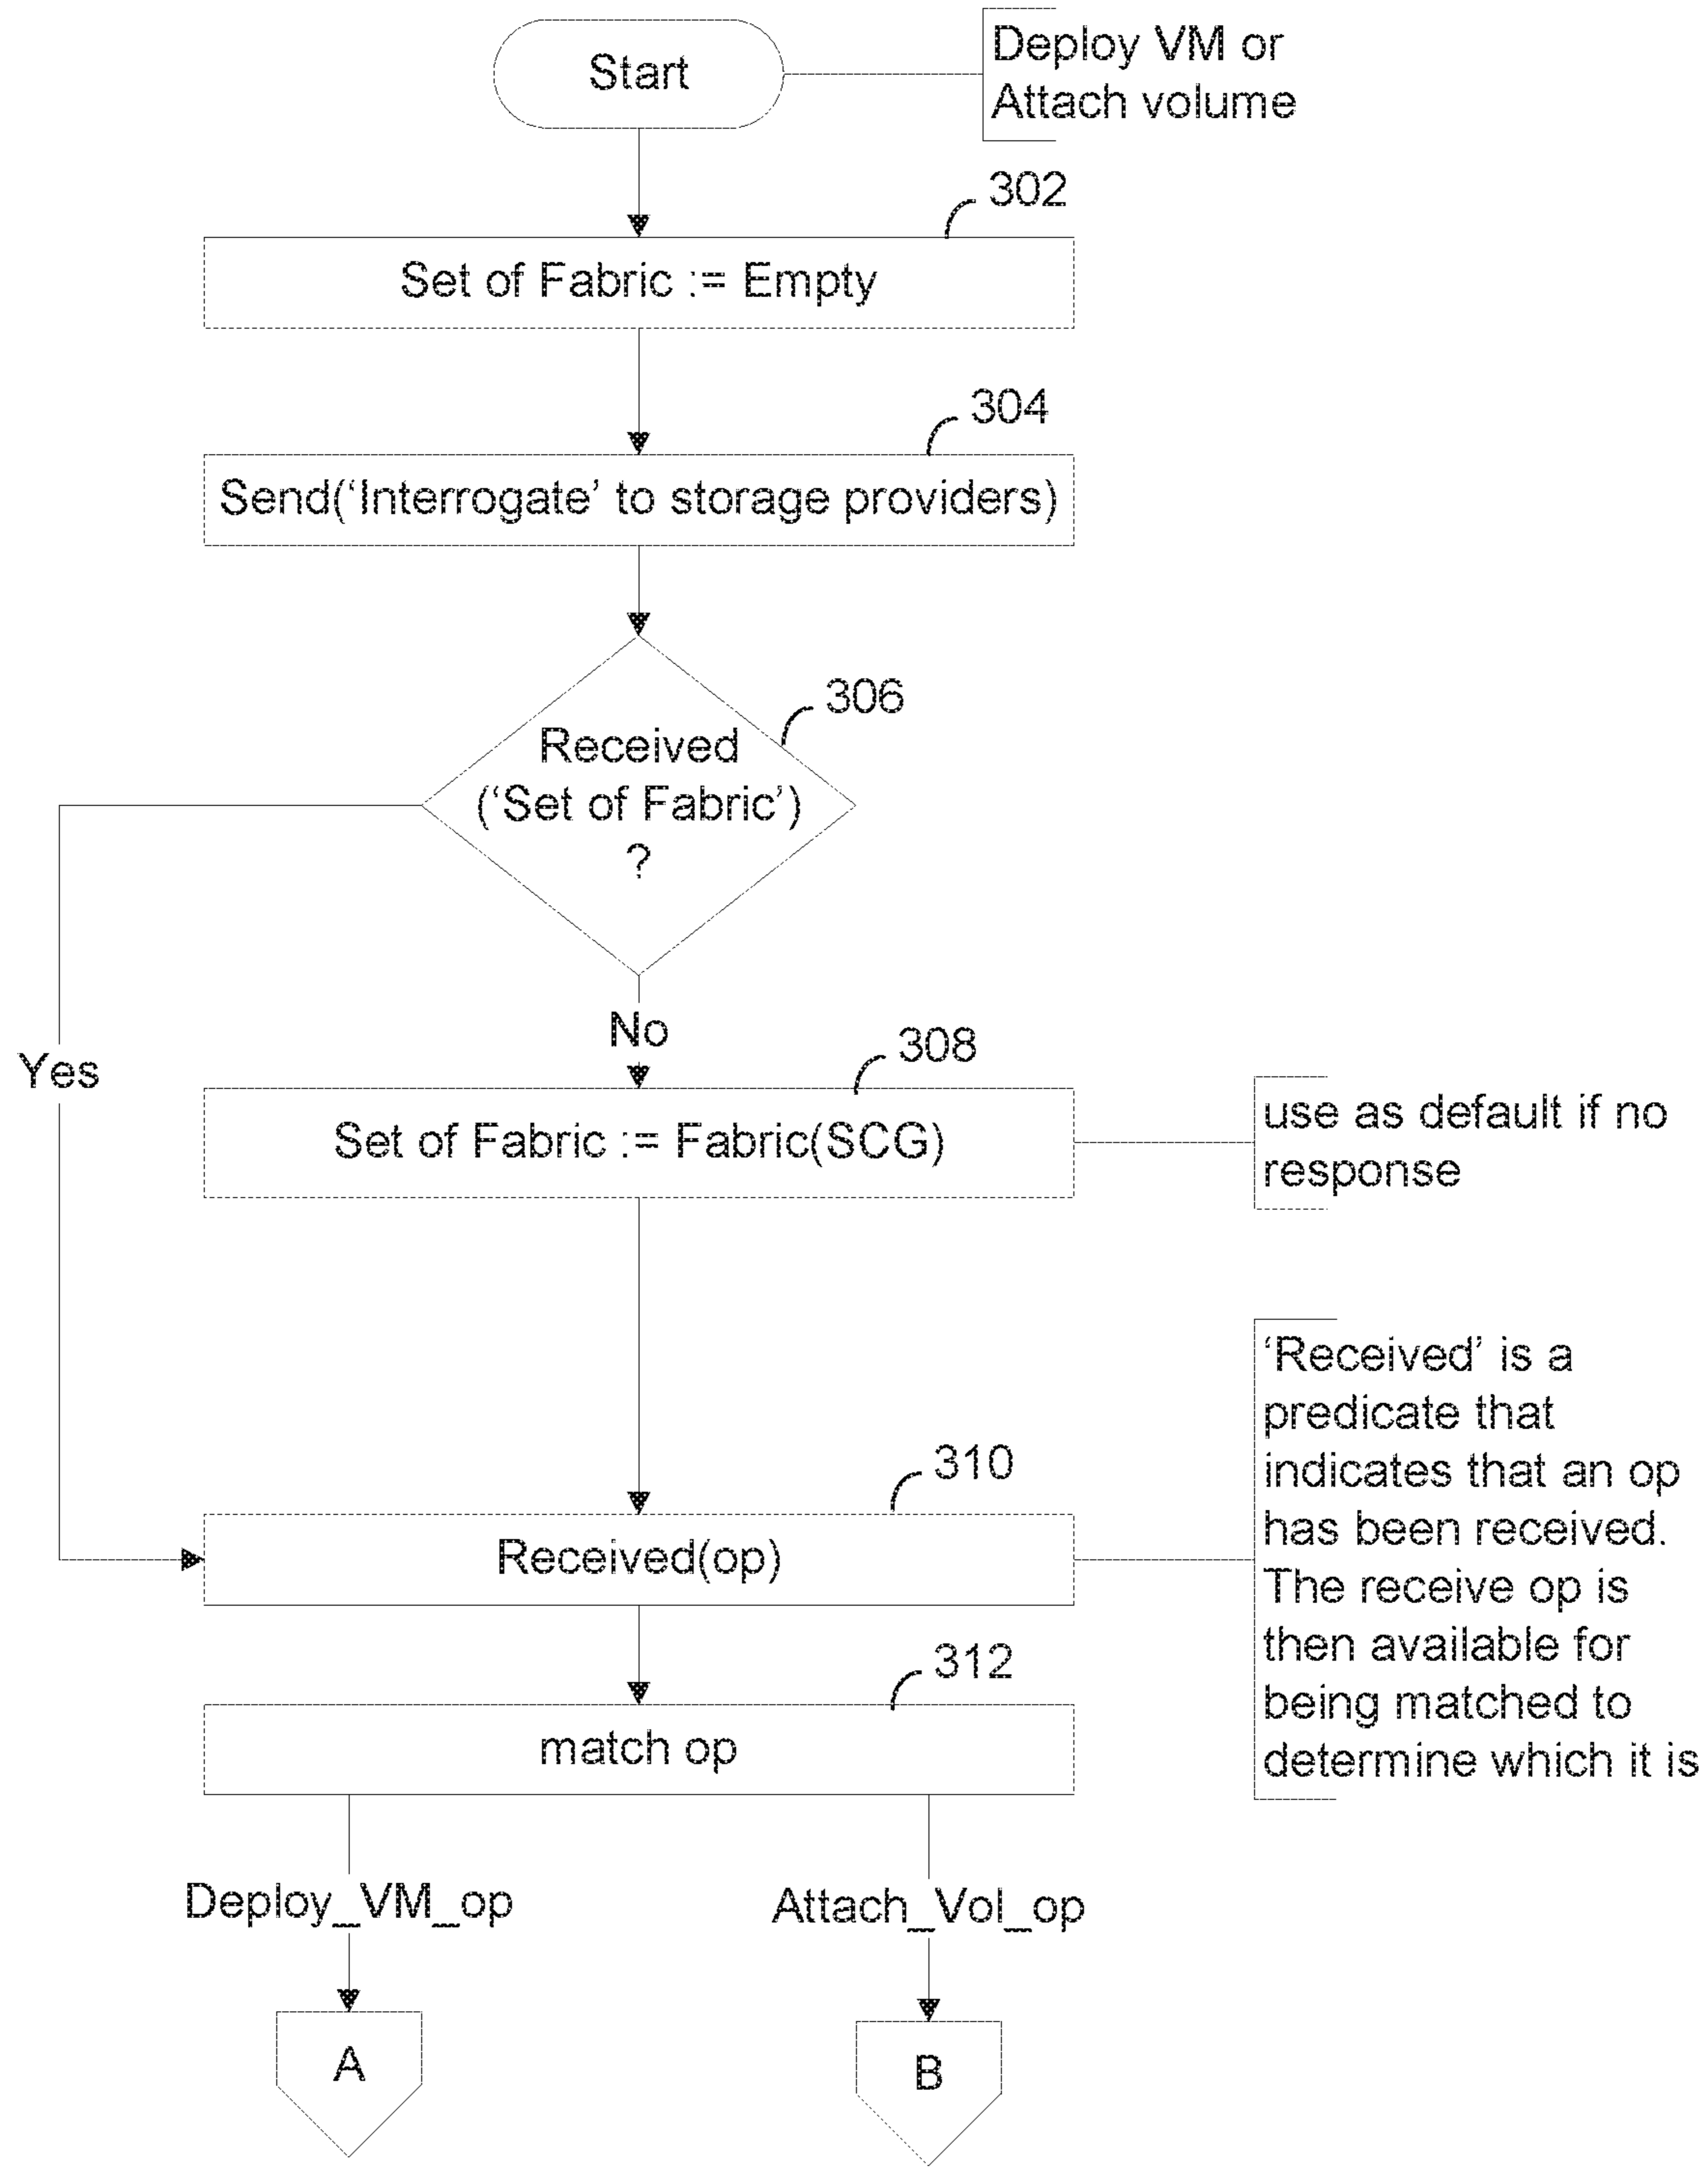 Start
Deploy VM or
Attach volume
302
Set of Fabric := Empty
304
Send(‘Interrogate’ to storage providers)
306
Received
(‘Set of Fabric’)
?
No
Yes
308
Set of Fabric := Fabric(SCG)
use as default if no
response
310
Received(op)
‘Received’ is a
predicate that
indicates that an op
has been received.
The receive op is
then available for
being matched to
determine which it is
312
match op
Deploy_VM_op
Attach_Vol_op
A
B